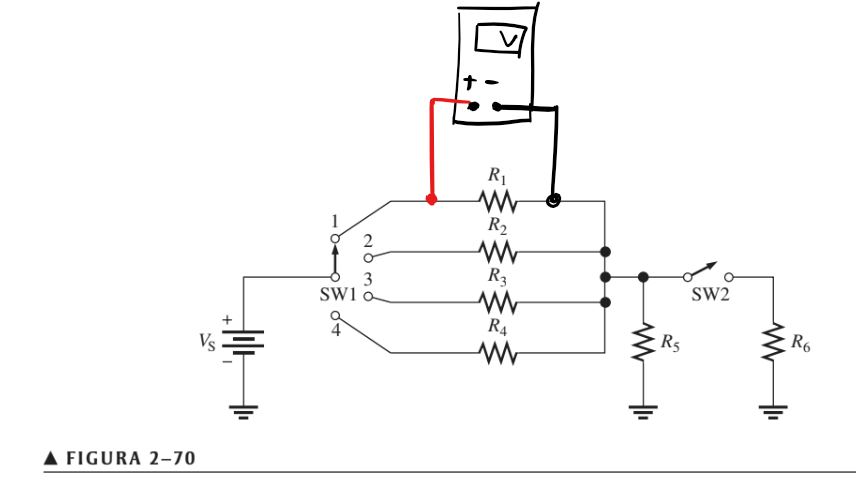 V
+ -
R1
1
R2
2
R3
3
SW1
SW2
+
R4
4
VS
R5
R6
−
▲ FIGURA 2–70